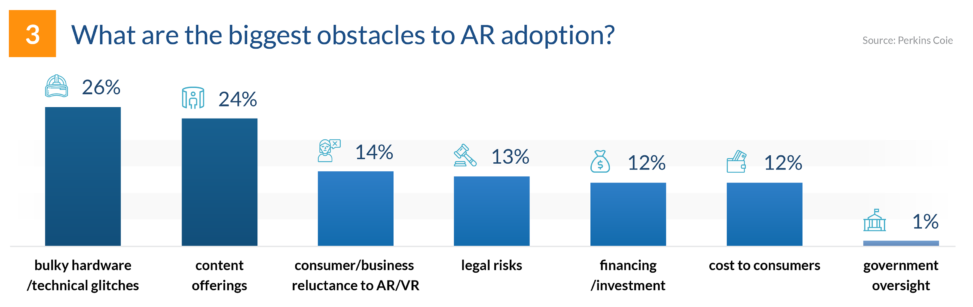 3 What are the biggest obstacles to AR adoption?
Source: Perkins Coie
26%
24%
14%
13%
12%
12%
1%
bulky hardware
/technical glitches
content
offerings
consumer/business
reluctance to AR/VR
legal risks
financing
/investment
cost to consumers
government
oversight